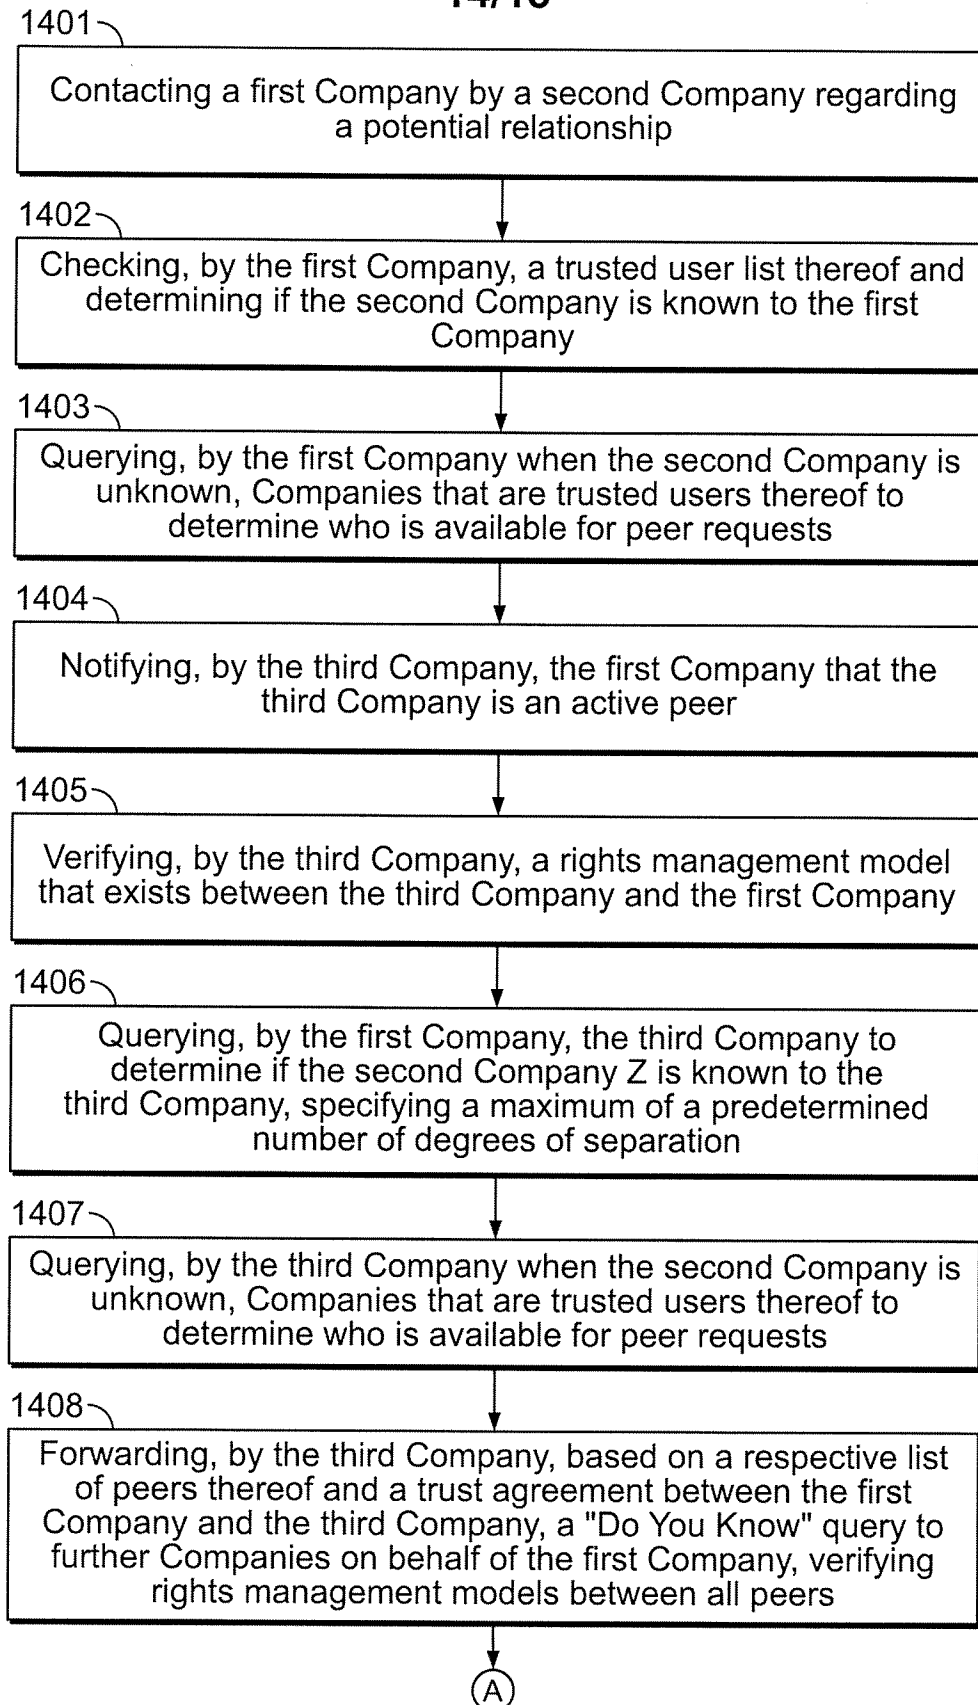 1401
Contacting a first Company by a second Company regarding
a potential relationship
1402
Checking, by the first Company, a trusted user list thereof and
determining if the second Company is known to the first
Company
1403
Querying, by the first Company when the second Company is
unknown, Companies that are trusted users thereof to
determine who is available for peer requests
1404
Notifying, by the third Company, the first Company that the
third Company is an active peer
1405
Verifying, by the third Company, a rights management model
that exists between the third Company and the first Company
1406
Querying, by the first Company, the third Company to
determine if the second Company Z is known to the
third Company, specifying a maximum of a predetermined
number of degrees of separation
1407
Querying, by the third Company when the second Company is
unknown, Companies that are trusted users thereof to
determine who is available for peer requests
1408
Forwarding, by the third Company, based on a respective list
of peers thereof and a trust agreement between the first
Company and the third Company, a "Do You Know" query to
further Companies on behalf of the first Company, verifying
rights management models between all peers
A